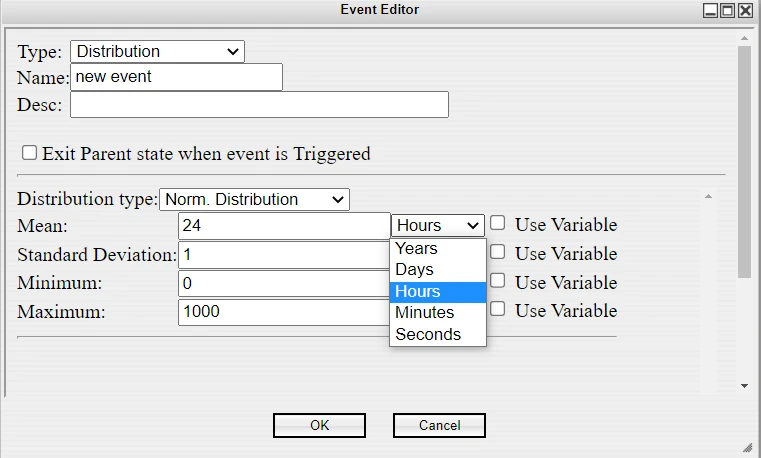 Event Editor
Type: Distribution
Name: new event
Desc:
Exit Parent state when event is Triggered
Distribution type: Norm. Distribution
Mean: 24 Hours Use Variable
Standard Deviation: 1 Years Use Variable
Days
Minimum: 0 Hours Use Variable
Maximum: 1000 Minutes Use Variable
Seconds
OK Cancel